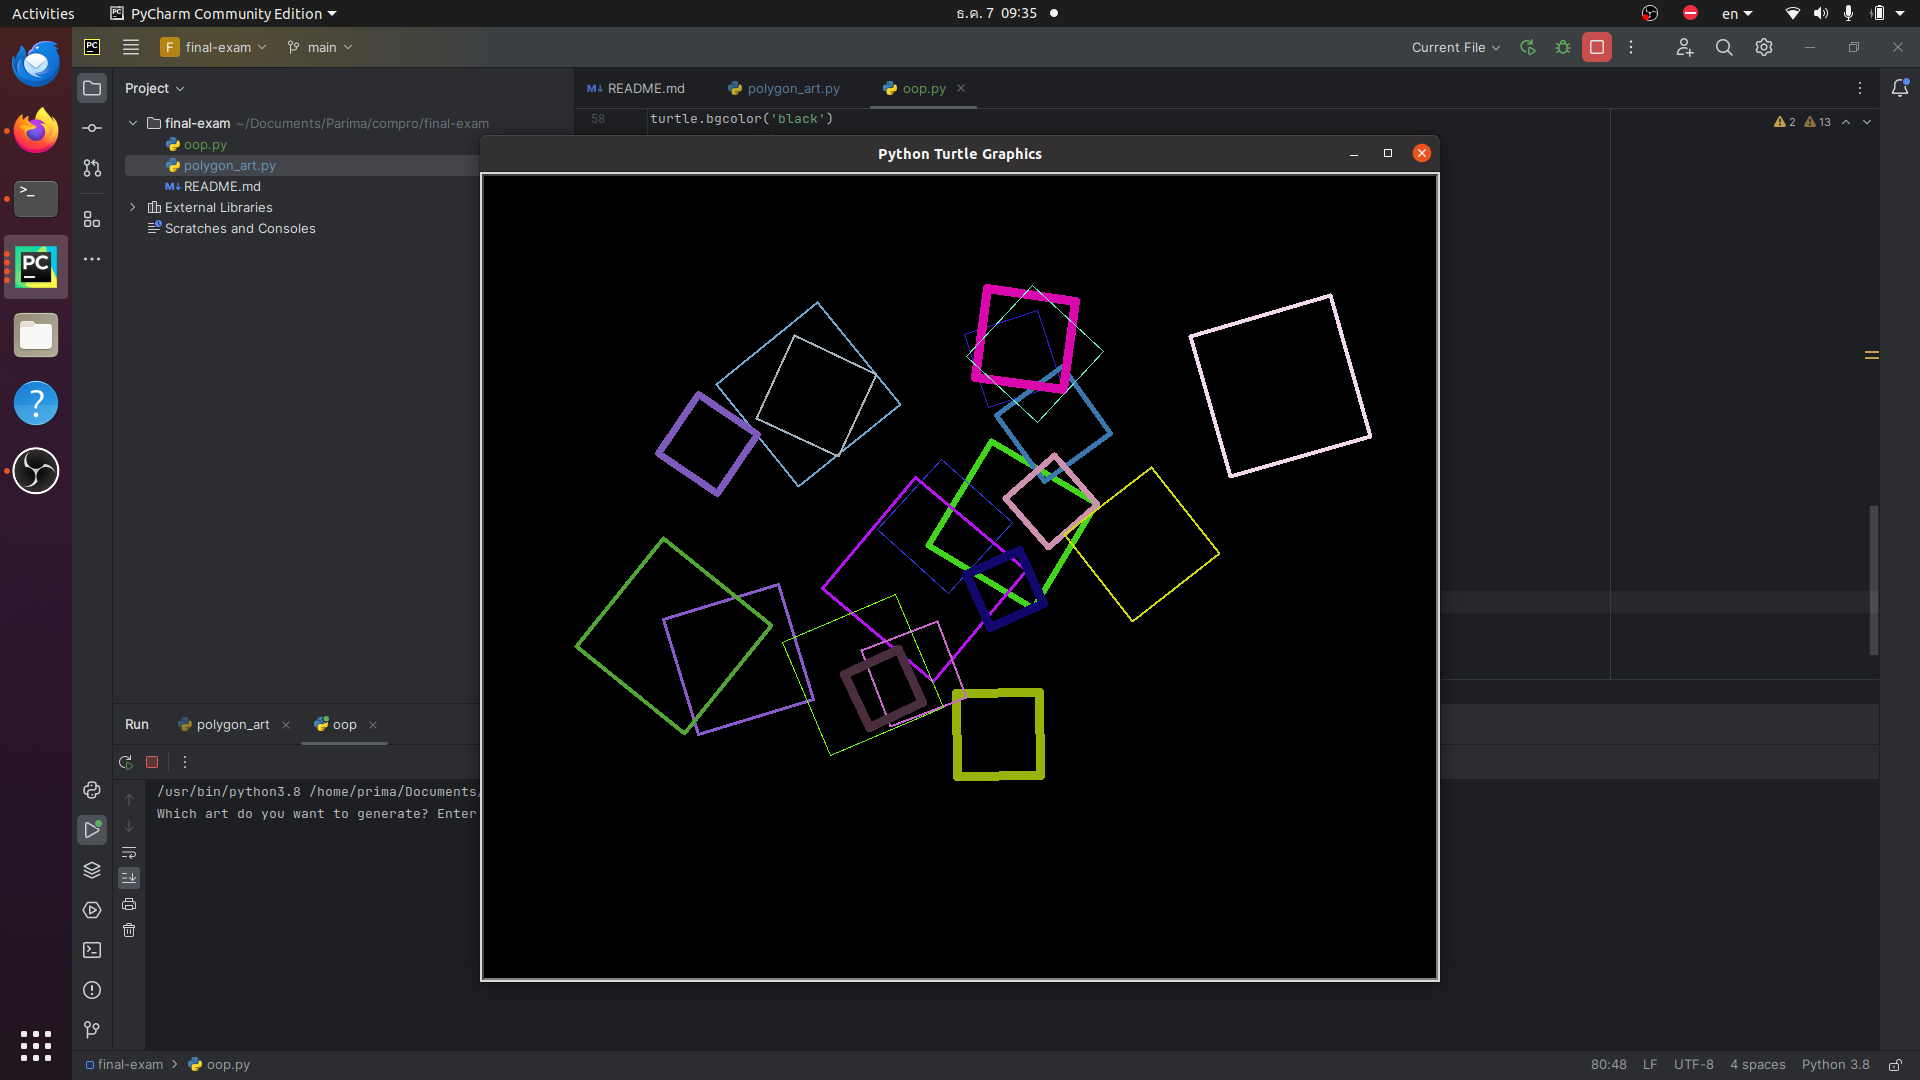 Activities PyCharm Community Edition ธ.ค. 7 09:35 en
PC F final-exam main Current File
Project README.md polygon_art.py oop.py
final-exam ~/Documents/Parima/compro/final-exam
58 turtle.bgcolor('black')
2 13
oop.py
polygon_art.py
README.md
External Libraries
Scratches and Consoles
Python Turtle Graphics
Run polygon_art oop
/usr/bin/python3.8 /home/prima/Documents/
Which art do you want to generate? Enter
final-exam oop.py 80:48 LF UTF-8 4 spaces Python 3.8